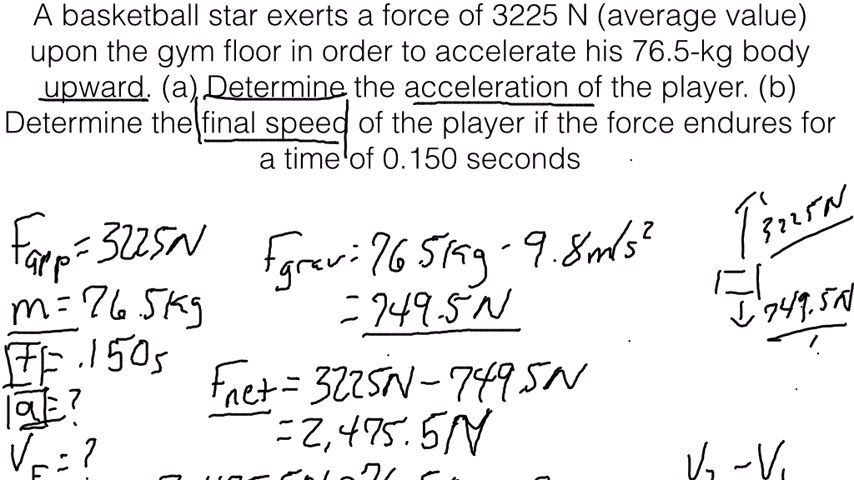 A basketball star exerts a force of 3225 N (average value)
upon the gym floor in order to accelerate his 76.5-kg body
upward. (a) Determine the acceleration of the player. (b)
Determine the final speed of the player if the force endures for
a time of 0.150 seconds
Fapp = 3225N
m = 76.5kg
t = .150s
a = ?
VF = ?
Fgrav = 76.5kg · 9.8m/s²
= 749.5N
Fnet = 3225N - 749.5N
= 2,475.5N
3225N
749.5N
V2 - V1